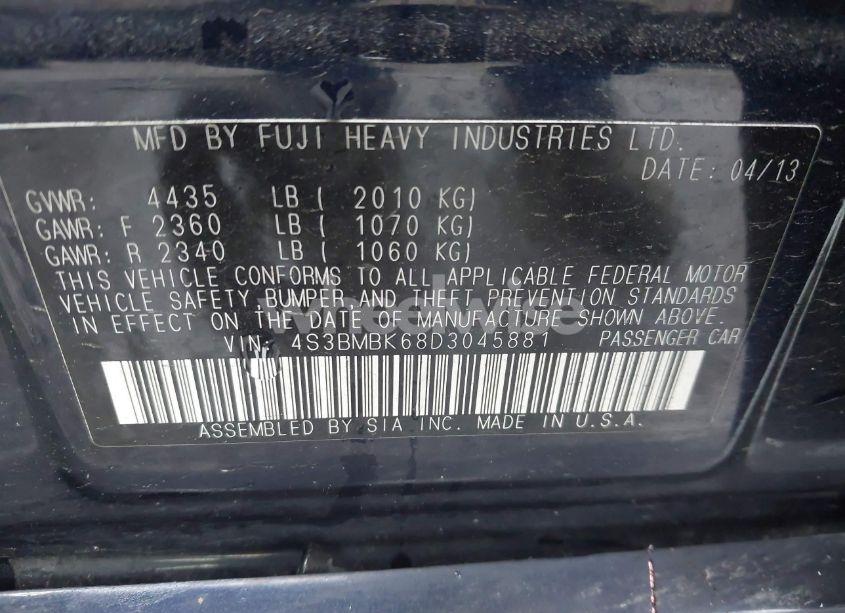 MFD BY FUJI HEAVY INDUSTRIES LTD.
DATE: 04/13
GVWR: 4435 LB ( 2010 KG)
GAWR: F 2360 LB ( 1070 KG)
GAWR: R 2340 LB ( 1060 KG)
THIS VEHICLE CONFORMS TO ALL APPLICABLE FEDERAL MOTOR
VEHICLE SAFETY BUMPER AND THEFT PREVENTION STANDARDS
IN EFFECT ON THE DATE OF MANUFACTURE SHOWN ABOVE.
wheelwise
VIN: 4S3BMBK68D3045881 PASSENGER CAR
ASSEMBLED BY SIA INC. MADE IN U.S.A.